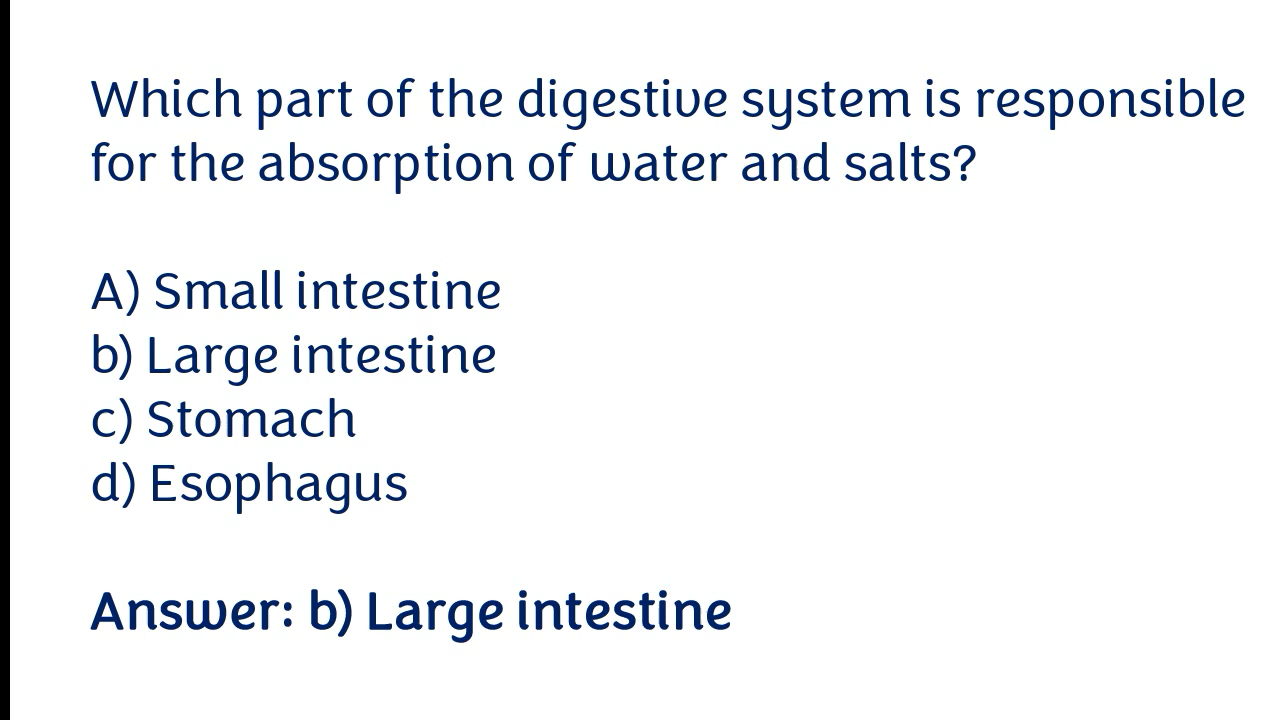 Which part of the digestive system is responsible
for the absorption of water and salts?
A) Small intestine
b) Large intestine
c) Stomach
d) Esophagus
Answer: b) Large intestine